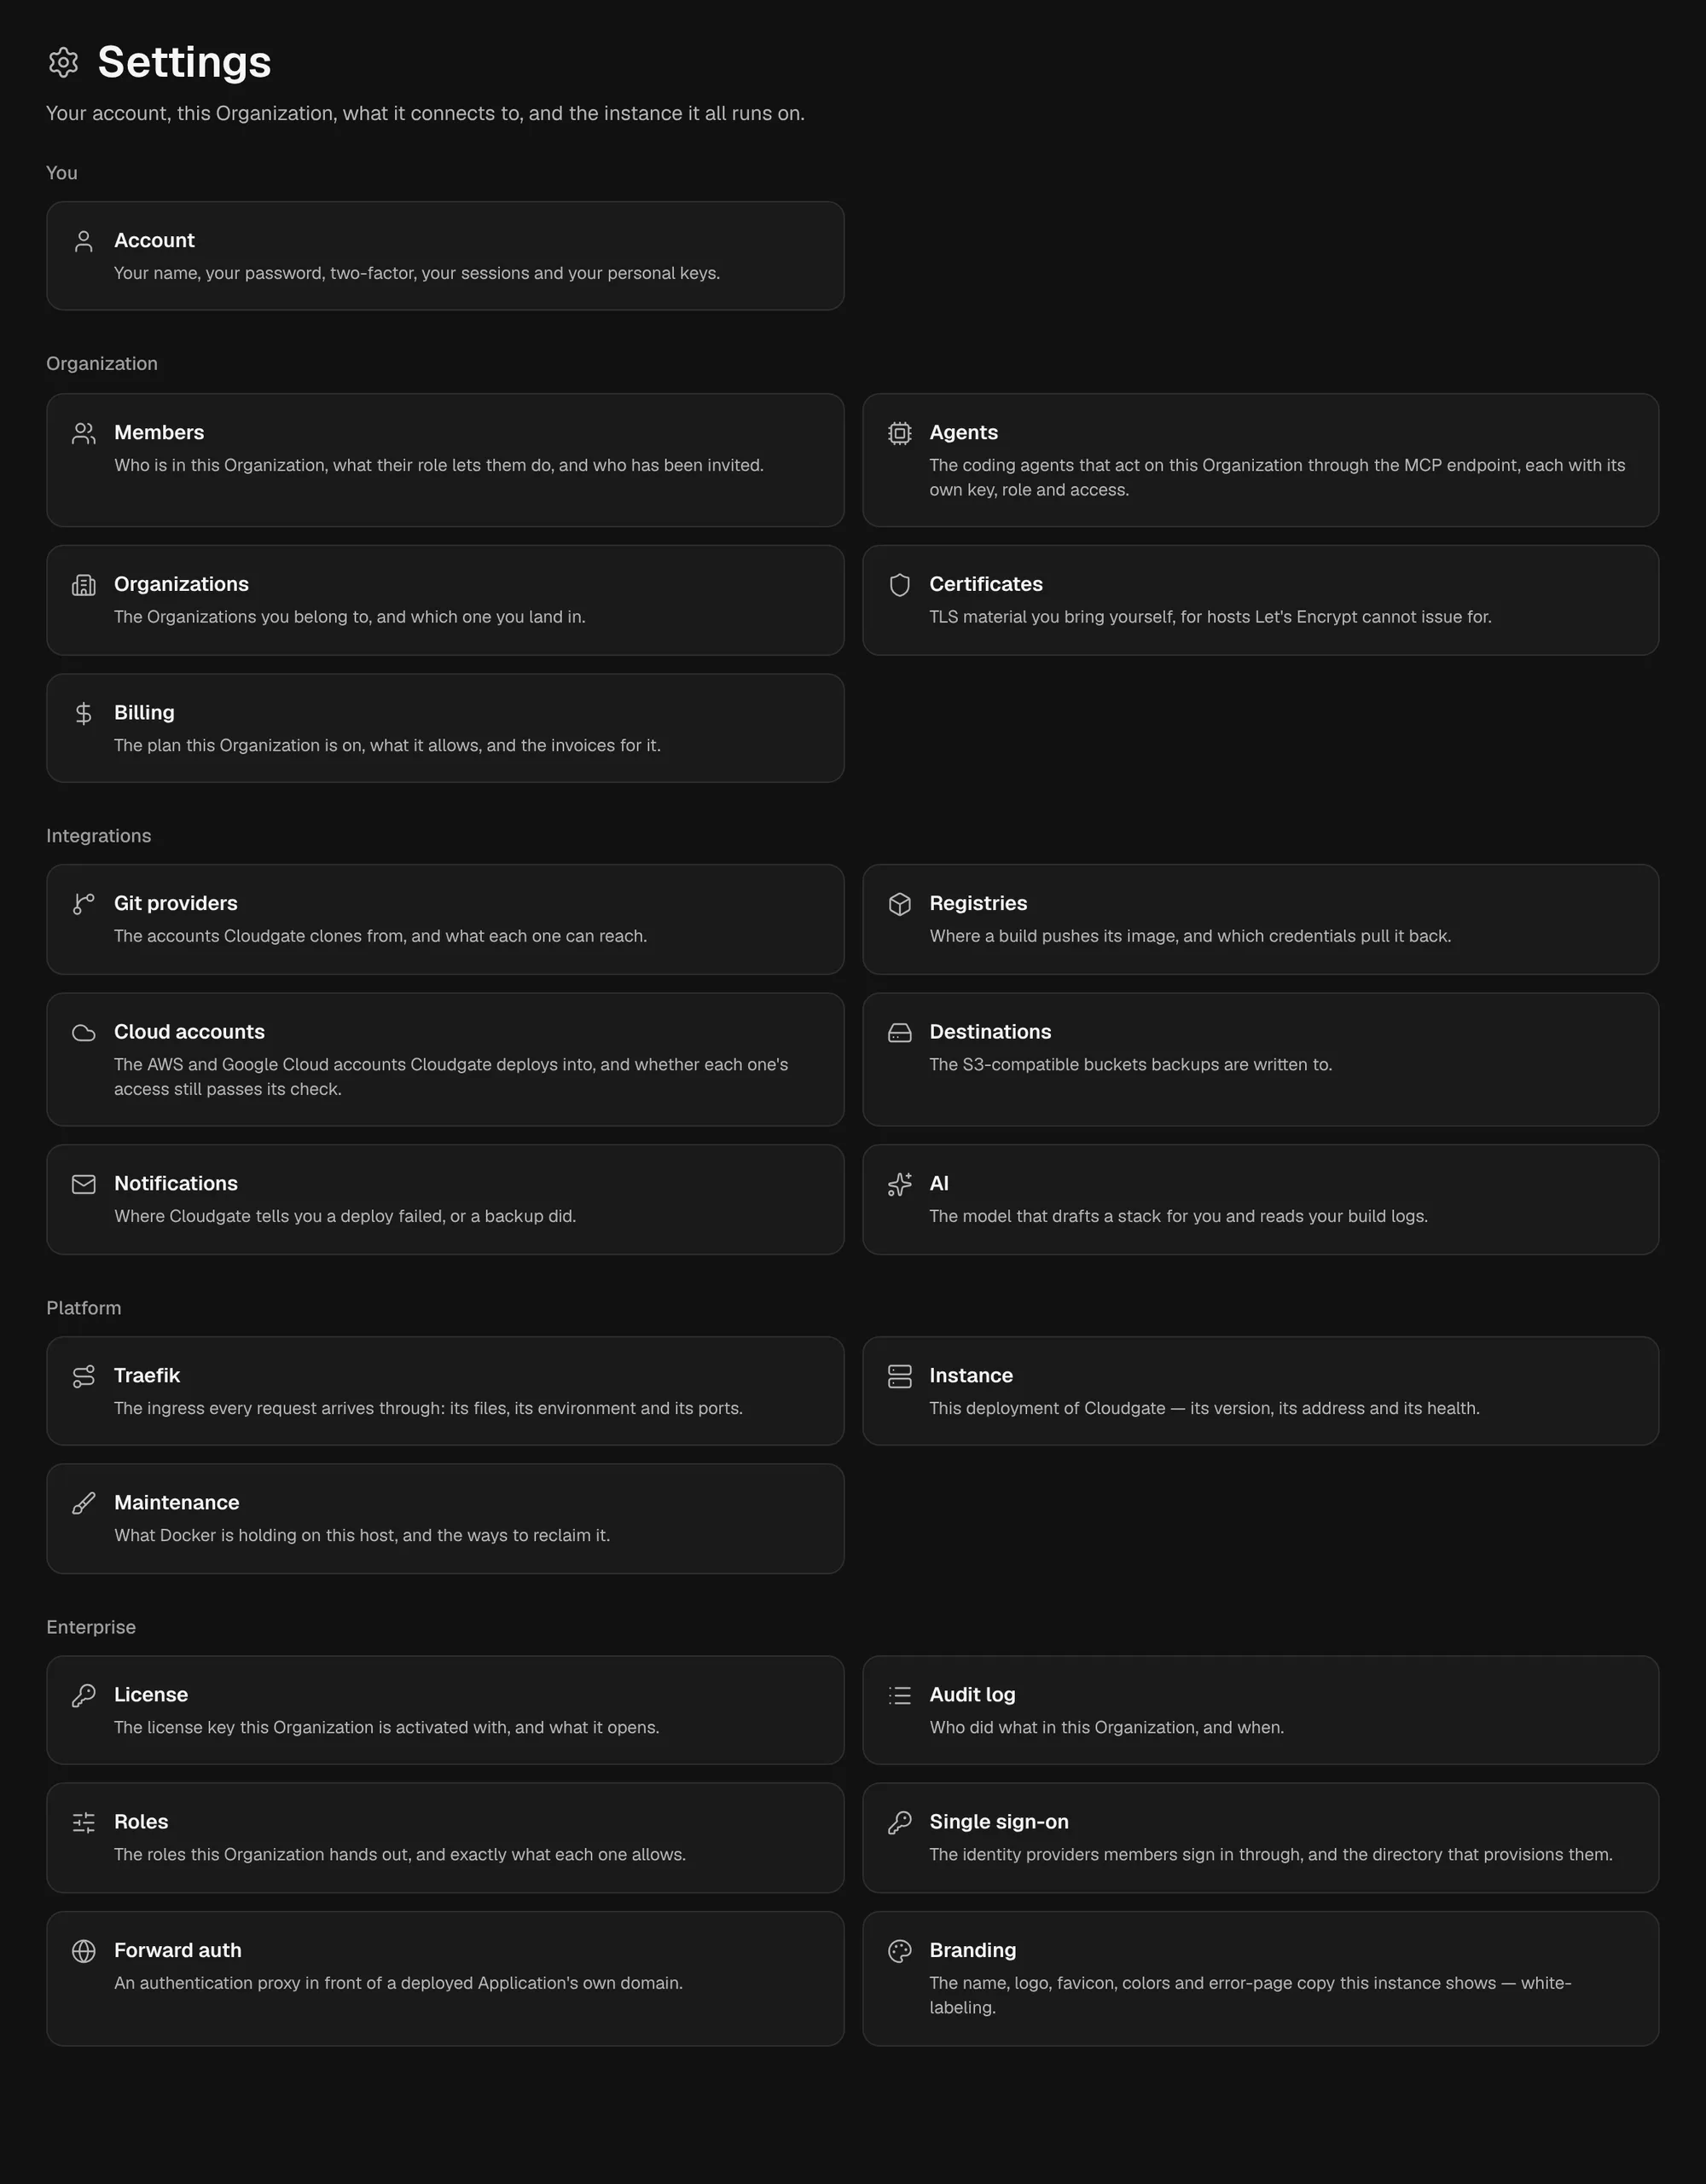 Settings
Your account, this Organization, what it connects to, and the instance it all runs on.
You
Account
Your name, your password, two-factor, your sessions and your personal keys.
Organization
Members
Who is in this Organization, what their role lets them do, and who has been invited.
Agents
The coding agents that act on this Organization through the MCP endpoint, each with its
own key, role and access.
Organizations
The Organizations you belong to, and which one you land in.
Certificates
TLS material you bring yourself, for hosts Let's Encrypt cannot issue for.
Billing
The plan this Organization is on, what it allows, and the invoices for it.
Integrations
Git providers
The accounts Cloudgate clones from, and what each one can reach.
Registries
Where a build pushes its image, and which credentials pull it back.
Cloud accounts
The AWS and Google Cloud accounts Cloudgate deploys into, and whether each one's
access still passes its check.
Destinations
The S3-compatible buckets backups are written to.
Notifications
Where Cloudgate tells you a deploy failed, or a backup did.
AI
The model that drafts a stack for you and reads your build logs.
Platform
Traefik
The ingress every request arrives through: its files, its environment and its ports.
Instance
This deployment of Cloudgate — its version, its address and its health.
Maintenance
What Docker is holding on this host, and the ways to reclaim it.
Enterprise
License
The license key this Organization is activated with, and what it opens.
Audit log
Who did what in this Organization, and when.
Roles
The roles this Organization hands out, and exactly what each one allows.
Single sign-on
The identity providers members sign in through, and the directory that provisions them.
Forward auth
An authentication proxy in front of a deployed Application's own domain.
Branding
The name, logo, favicon, colors and error-page copy this instance shows — white-
labeling.